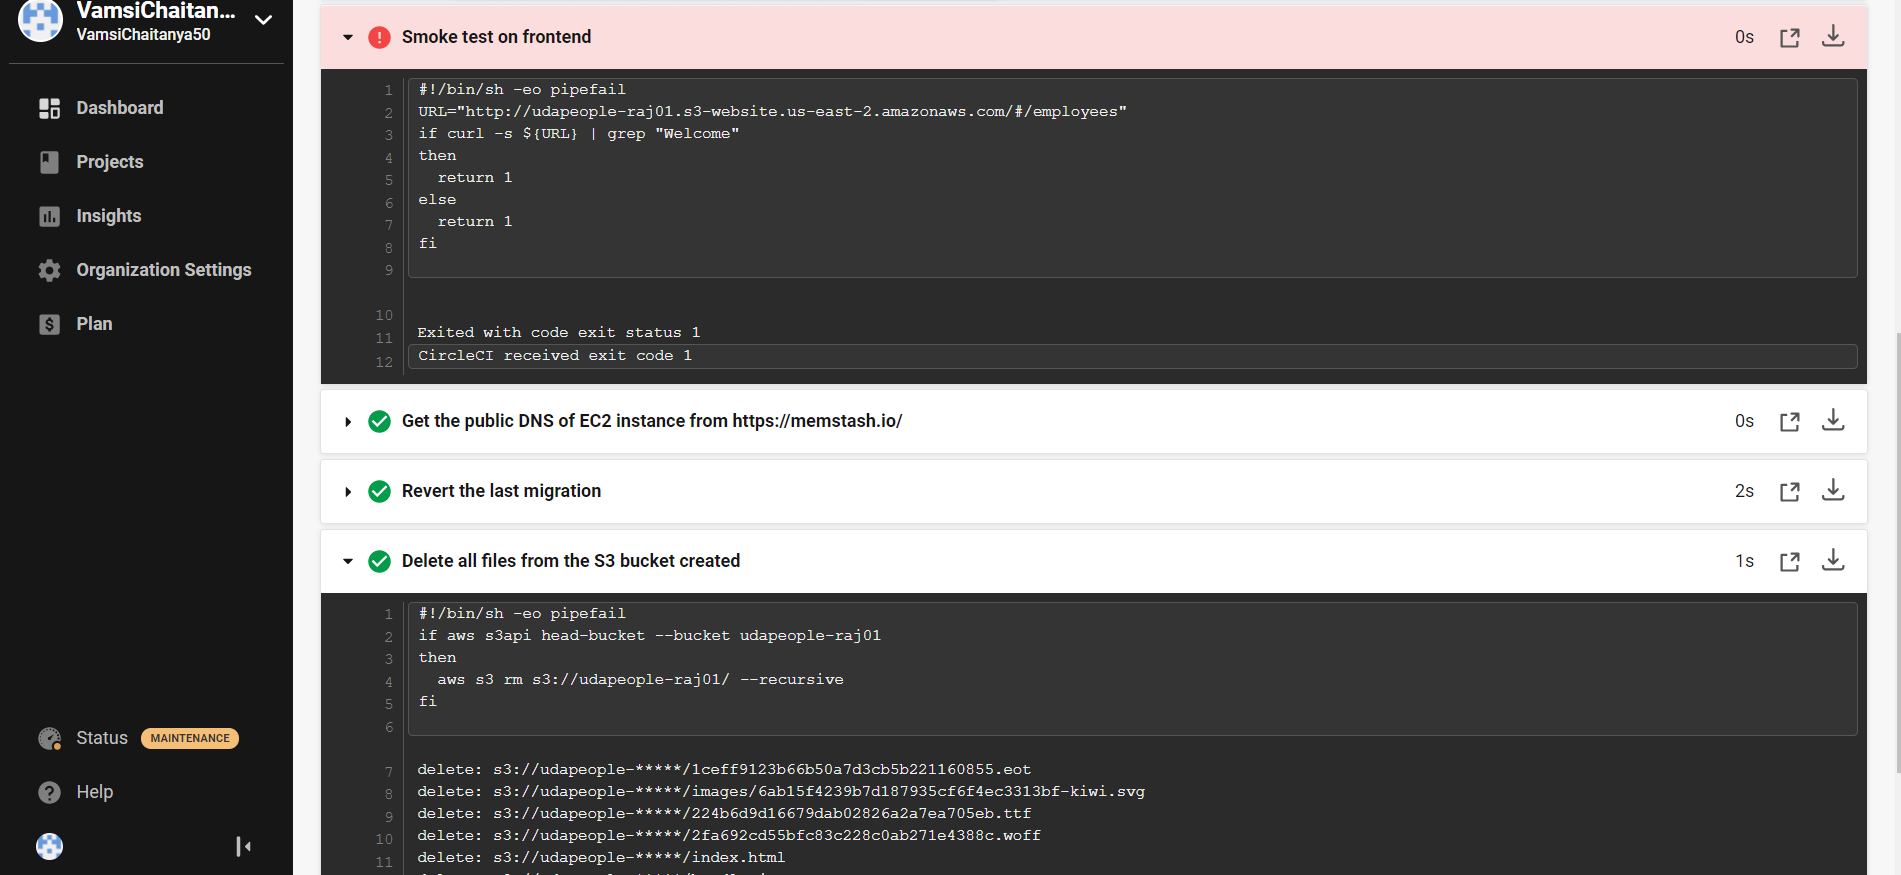 VamsiChaitan...
VamsiChaitanya50
Dashboard
Projects
Insights
Organization Settings
$ Plan
Status MAINTENANCE
? Help
! Smoke test on frontend 0s
1 #!/bin/sh -eo pipefail
2 URL="http://udapeople-raj01.s3-website.us-east-2.amazonaws.com/#/employees"
3 if curl -s ${URL} | grep "Welcome"
4 then
5 return 1
6 else
7 return 1
8 fi
9
10
11 Exited with code exit status 1
12 CircleCI received exit code 1
Get the public DNS of EC2 instance from https://memstash.io/ 0s
Revert the last migration 2s
Delete all files from the S3 bucket created 1s
1 #!/bin/sh -eo pipefail
2 if aws s3api head-bucket --bucket udapeople-raj01
3 then
4 aws s3 rm s3://udapeople-raj01/ --recursive
5 fi
6
7 delete: s3://udapeople-*****/1ceff9123b66b50a7d3cb5b221160855.eot
8 delete: s3://udapeople-*****/images/6ab15f4239b7d187935cf6f4ec3313bf-kiwi.svg
9 delete: s3://udapeople-*****/224b6d9d16679dab02826a2a7ea705eb.ttf
10 delete: s3://udapeople-*****/2fa692cd55bfc83c228c0ab271e4388c.woff
11 delete: s3://udapeople-*****/index.html